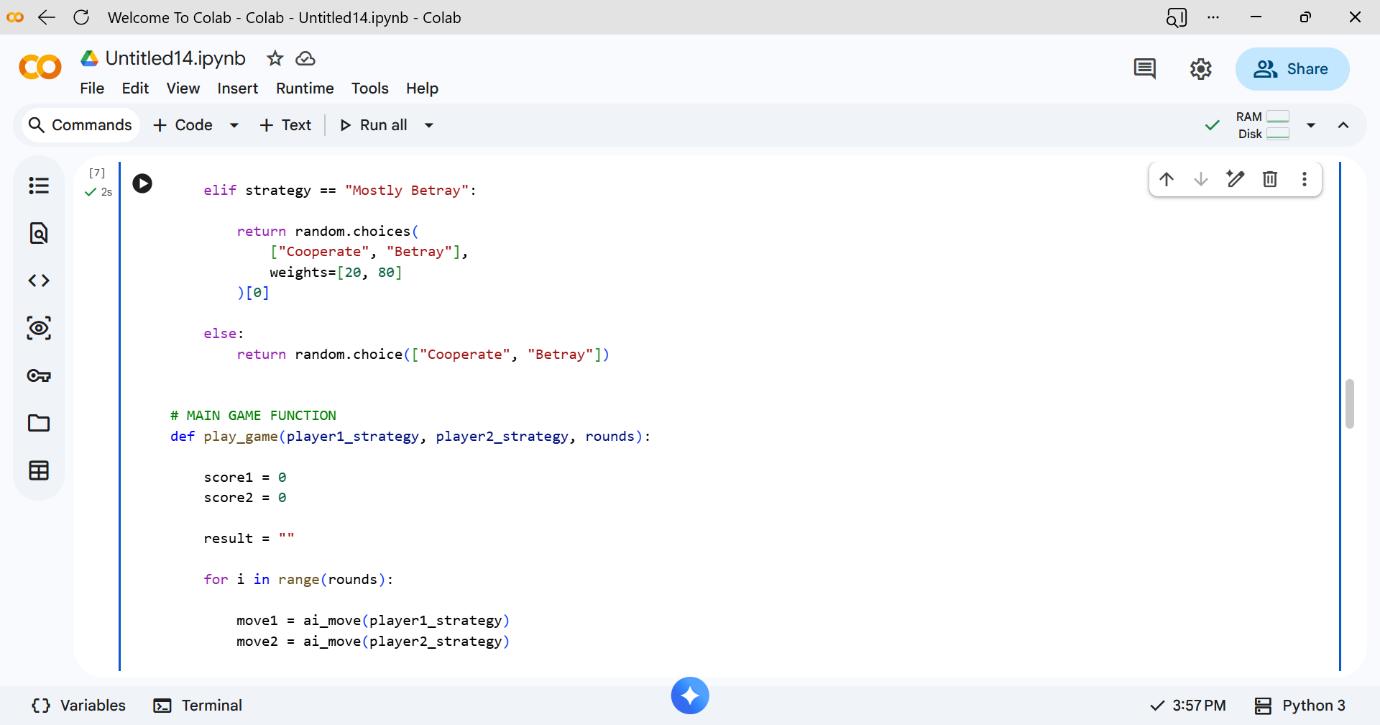 Welcome To Colab - Colab - Untitled14.ipynb - Colab
Untitled14.ipynb
File Edit View Insert Runtime Tools Help
Share
Commands + Code + Text Run all
RAM
Disk
[7]
2s
elif strategy == "Mostly Betray":
return random.choices(
["Cooperate", "Betray"],
weights=[20, 80]
)[0]
else:
return random.choice(["Cooperate", "Betray"])
# MAIN GAME FUNCTION
def play_game(player1_strategy, player2_strategy, rounds):
score1 = 0
score2 = 0
result = ""
for i in range(rounds):
move1 = ai_move(player1_strategy)
move2 = ai_move(player2_strategy)
Variables Terminal
3:57 PM Python 3